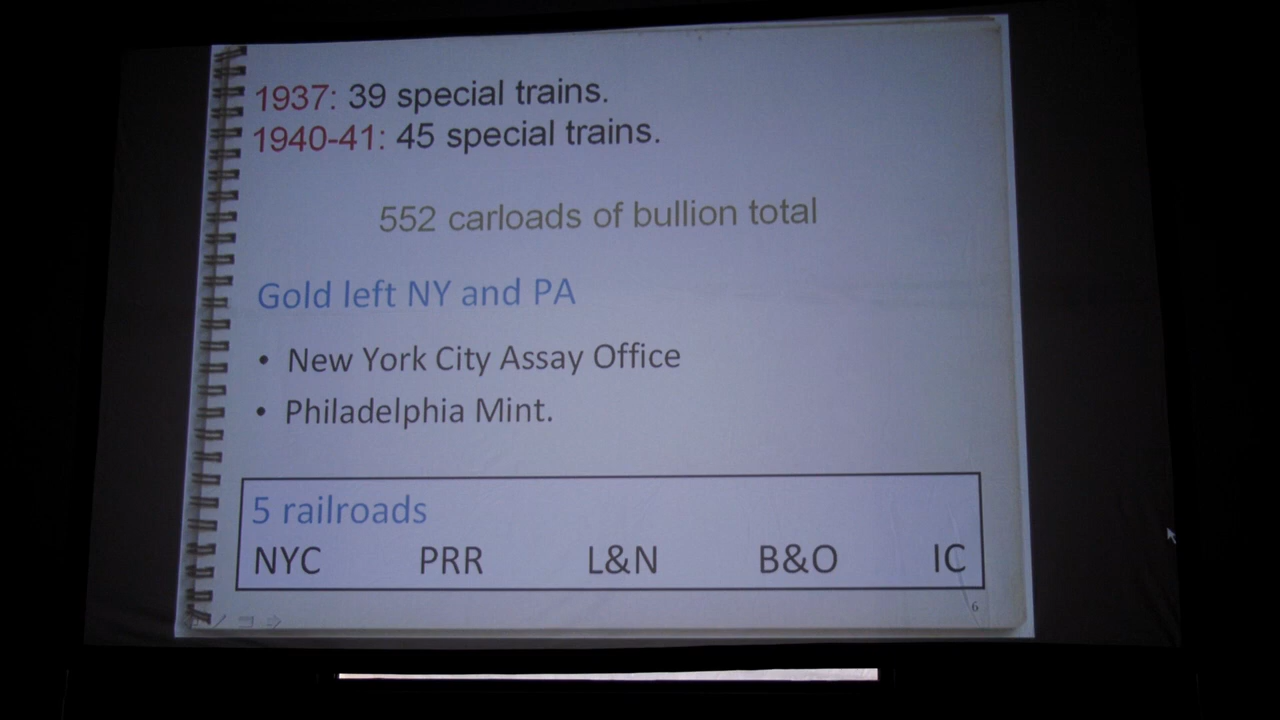 1937: 39 special trains.
1940-41: 45 special trains.
552 carloads of bullion total
Gold left NY and PA
• New York City Assay Office
• Philadelphia Mint.
5 railroads
NYC PRR L&N B&O IC
6